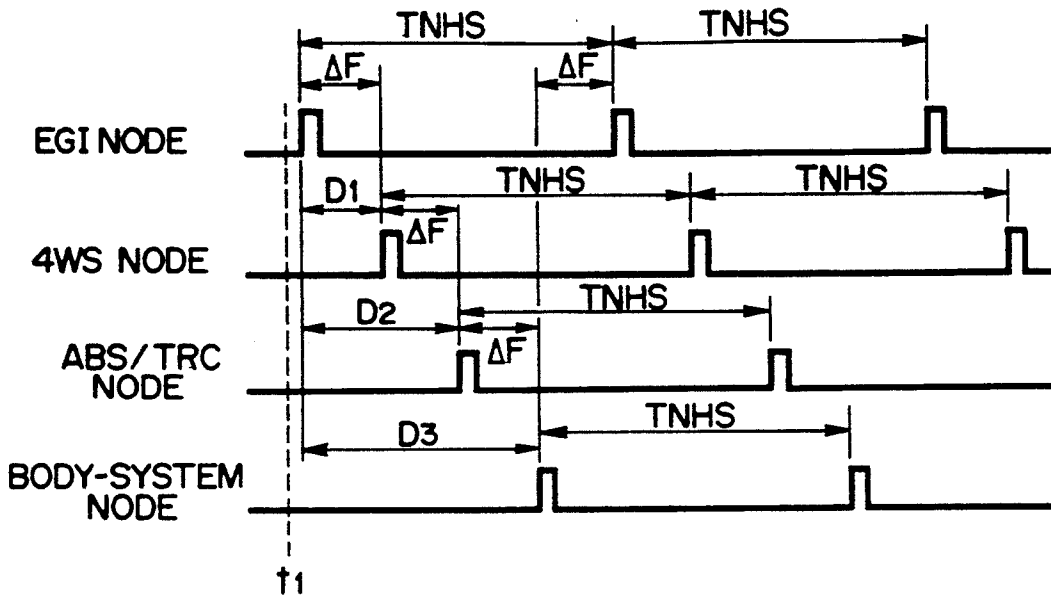 TNHS TNHS
ΔF ΔF
EGI NODE
TNHS TNHS
D1
ΔF
4WS NODE
TNHS
D2
ΔF
ABS/TRC
NODE
TNHS
D3
BODY-SYSTEM
NODE
t1